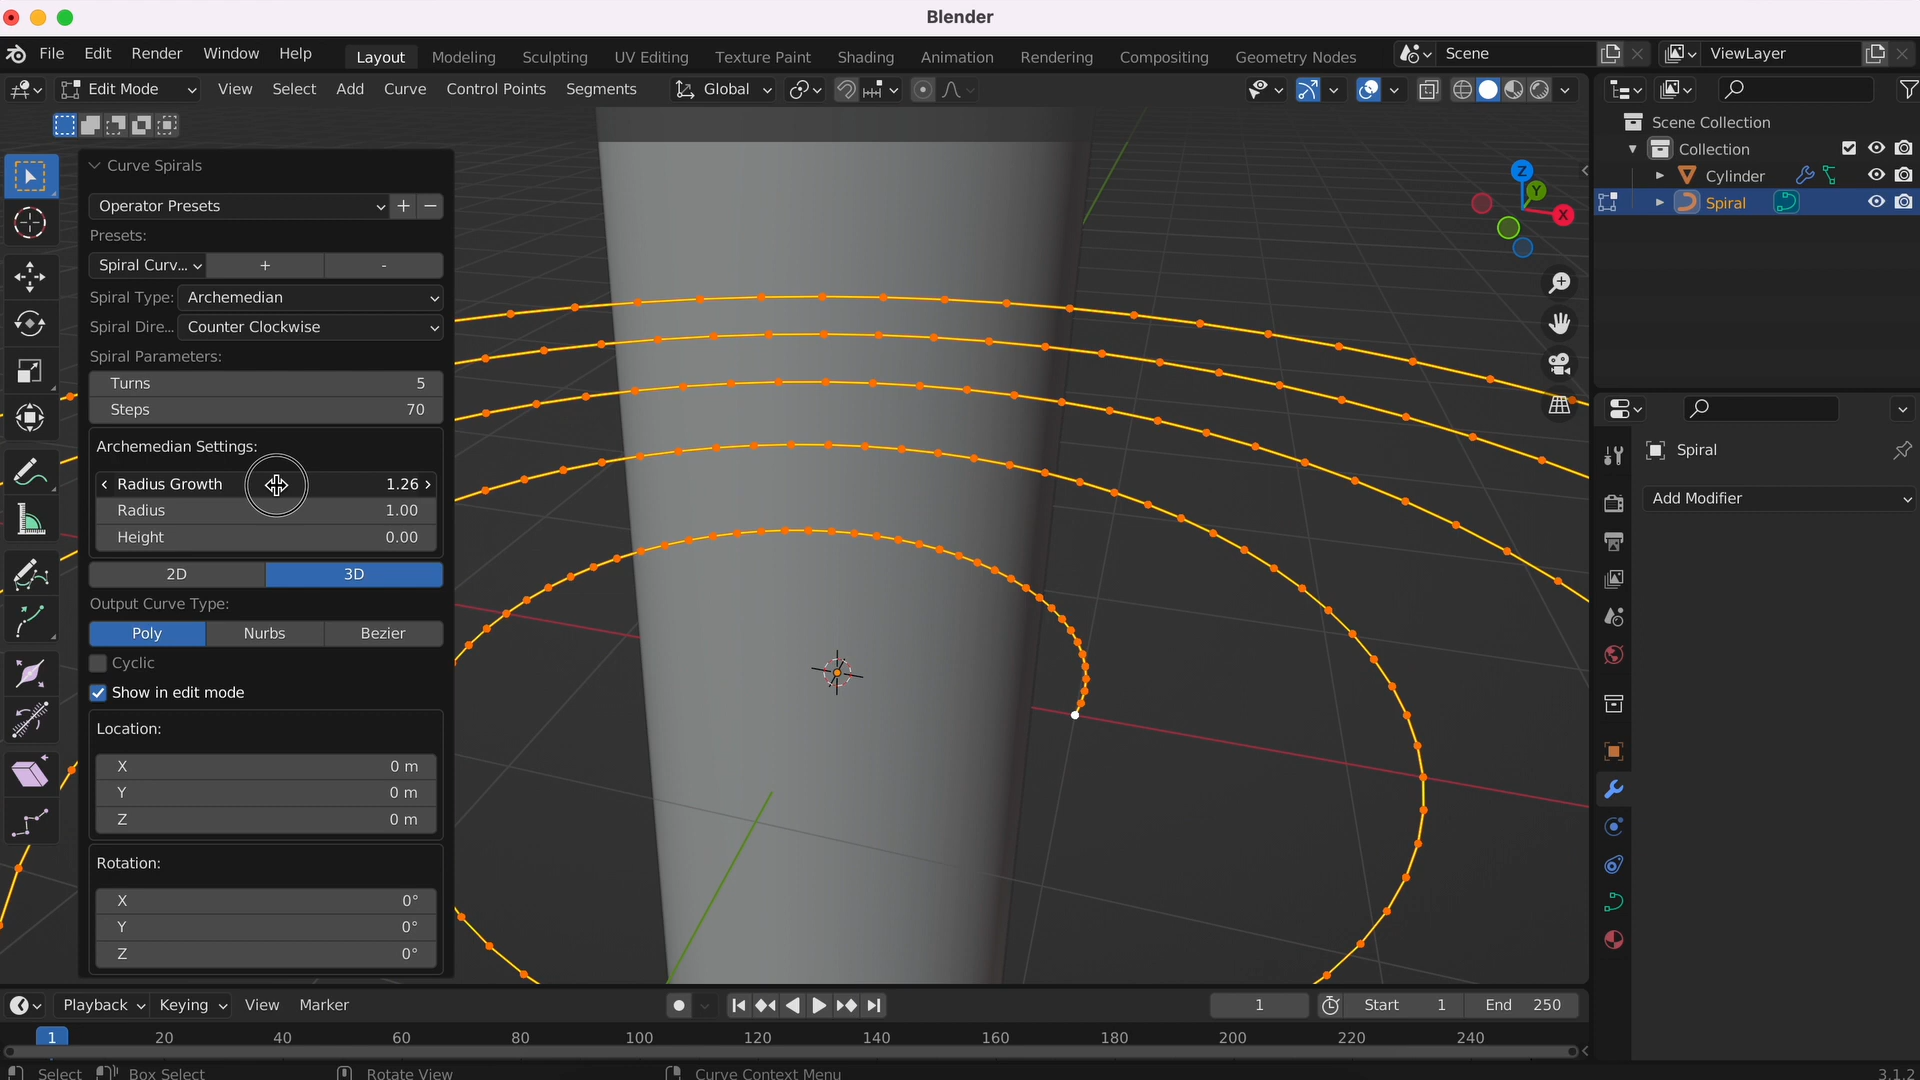 Blender
File Edit Render Window Help Layout Modeling Sculpting UV Editing Texture Paint Shading Animation Rendering Compositing Geometry Nodes Scene ViewLayer
Edit Mode View Select Add Curve Control Points Segments Global
Curve Spirals
Operator Presets + −
Presets:
Spiral Curv... + -
Spiral Type: Archemedian
Spiral Dire... Counter Clockwise
Spiral Parameters:
Turns 5
Steps 70
Archemedian Settings:
Radius Growth 1.26
Radius 1.00
Height 0.00
2D 3D
Output Curve Type:
Poly Nurbs Bezier
Cyclic
Show in edit mode
Location:
X 0 m
Y 0 m
Z 0 m
Rotation:
X 0°
Y 0°
Z 0°
Z
Y
X
Scene Collection
Collection
Cylinder
Spiral
Spiral
Add Modifier
Playback Keying View Marker 1 Start 1 End 250
1 20 40 60 80 100 120 140 160 180 200 220 240
Select Box Select Rotate View Curve Context Menu 3.1.2